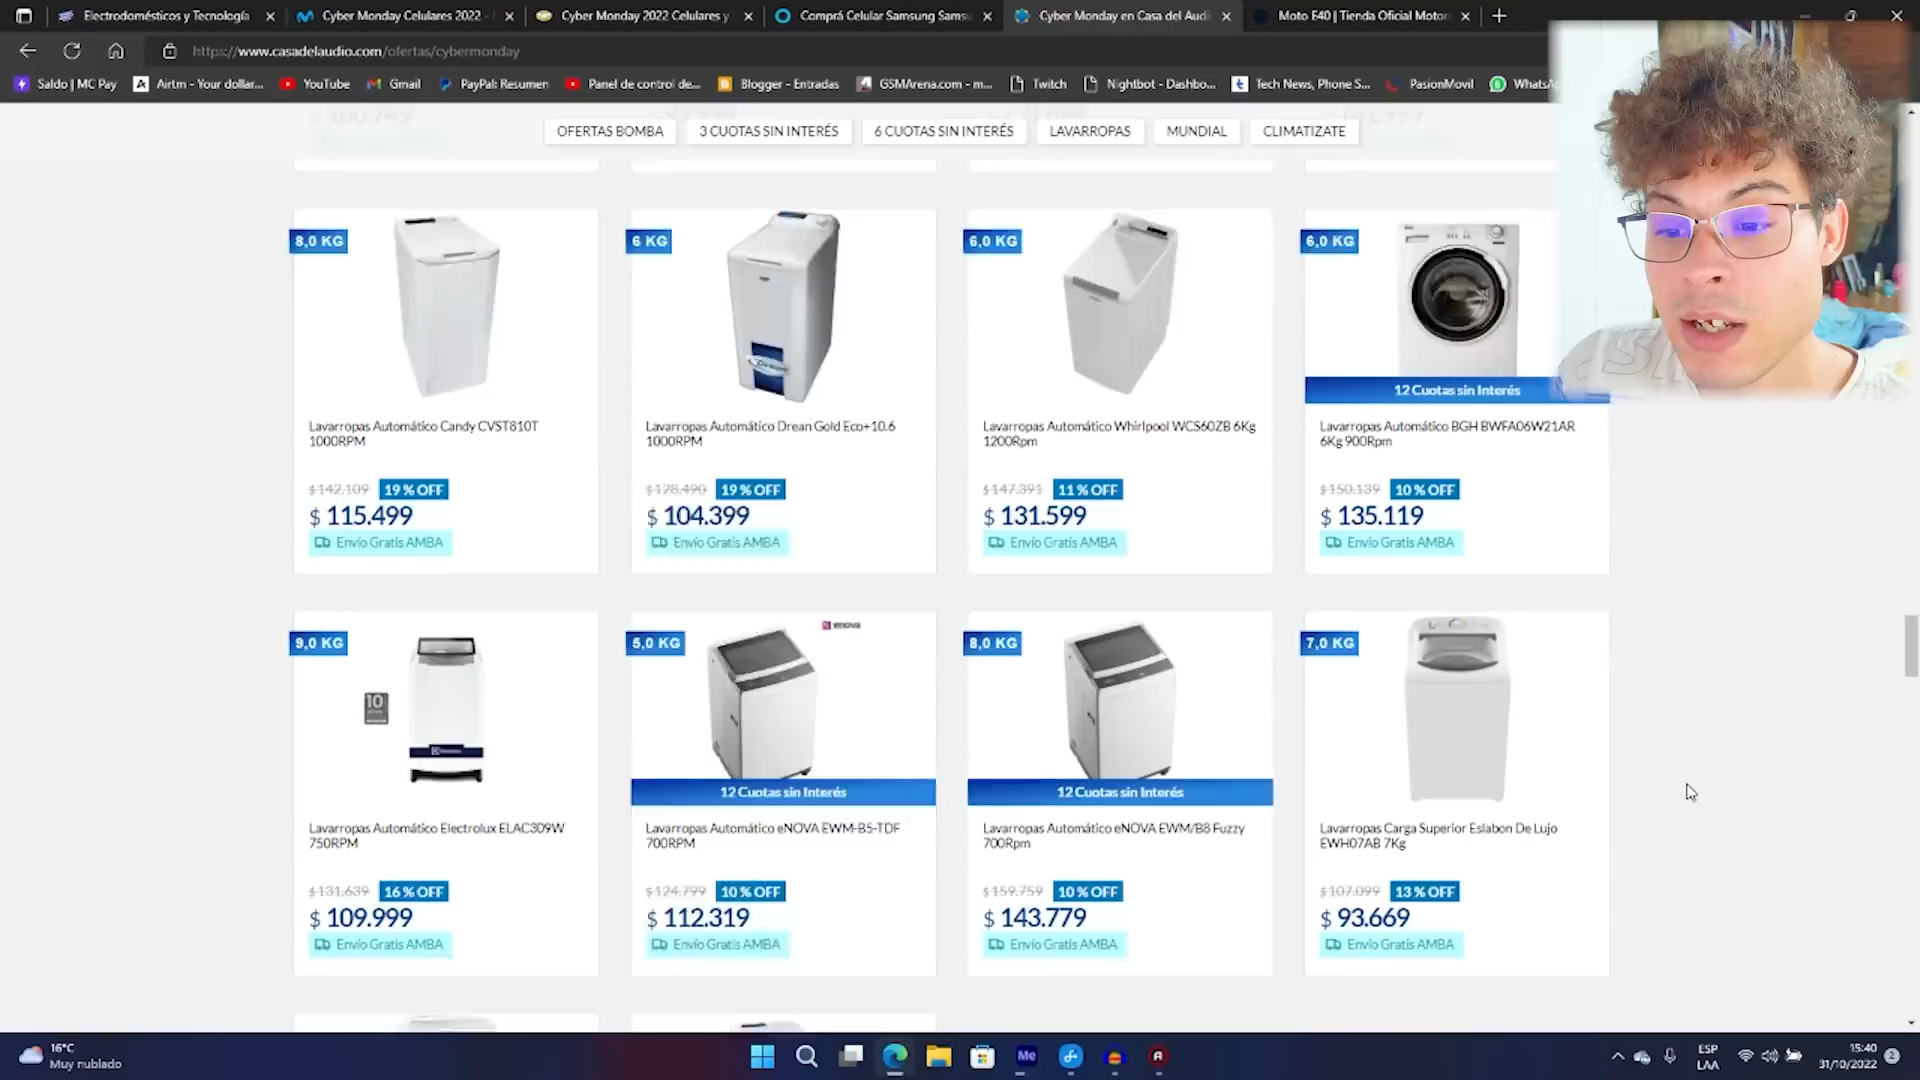 Electrodomésticos y Tecnología
Cyber Monday Celulares 2022 -
Cyber Monday 2022 Celulares y
Comprá Celular Samsung Samsu
Cyber Monday en Casa del Audi
Moto E40 | Tienda Oficial Motor
https://www.casadelaudio.com/ofertas/cybermonday
Saldo | MC Pay
Airtm - Your dollar...
YouTube
Gmail
PayPal: Resumen
Panel de control de...
Blogger - Entradas
GSMArena.com - m...
Twitch
Nightbot - Dashbo...
Tech News, Phone S...
PasionMovil
WhatsAp
OFERTAS BOMBA
3 CUOTAS SIN INTERÉS
6 CUOTAS SIN INTERÉS
LAVARROPAS
MUNDIAL
CLIMATIZATE
8,0 KG
6 KG
6,0 KG
6,0 KG
12 Cuotas sin Interés
Lavarropas Automático Candy CVST810T
1000RPM
$142.109 19% OFF
$ 115.499
Envío Gratis AMBA
Lavarropas Automático Drean Gold Eco+10.6
1000RPM
$128.490 19% OFF
$ 104.399
Envío Gratis AMBA
Lavarropas Automático Whirlpool WCS60ZB 6Kg
1200Rpm
$147.391 11% OFF
$ 131.599
Envío Gratis AMBA
Lavarropas Automático BGH BWFA06W21AR
6Kg 900Rpm
$150.139 10% OFF
$ 135.119
Envío Gratis AMBA
9,0 KG
10
5,0 KG
8,0 KG
7,0 KG
12 Cuotas sin Interés
12 Cuotas sin Interés
Lavarropas Automático Electrolux ELAC309W
750RPM
$131.639 16% OFF
$ 109.999
Envío Gratis AMBA
Lavarropas Automático eNOVA EWM-B5-TDF
700RPM
$124.799 10% OFF
$ 112.319
Envío Gratis AMBA
Lavarropas Automático eNOVA EWM/B8 Fuzzy
700Rpm
$159.759 10% OFF
$ 143.779
Envío Gratis AMBA
Lavarropas Carga Superior Eslabon De Lujo
EWH07AB 7Kg
$107.099 13% OFF
$ 93.669
Envío Gratis AMBA
16°C
Muy nublado
Me
ESP
LAA
15:40
31/10/2022
2